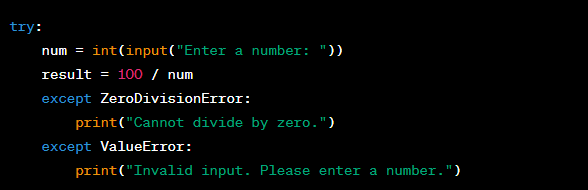 try:
    num = int(input("Enter a number: "))
    result = 100 / num
    except ZeroDivisionError:
        print("Cannot divide by zero.")
    except ValueError:
        print("Invalid input. Please enter a number.")